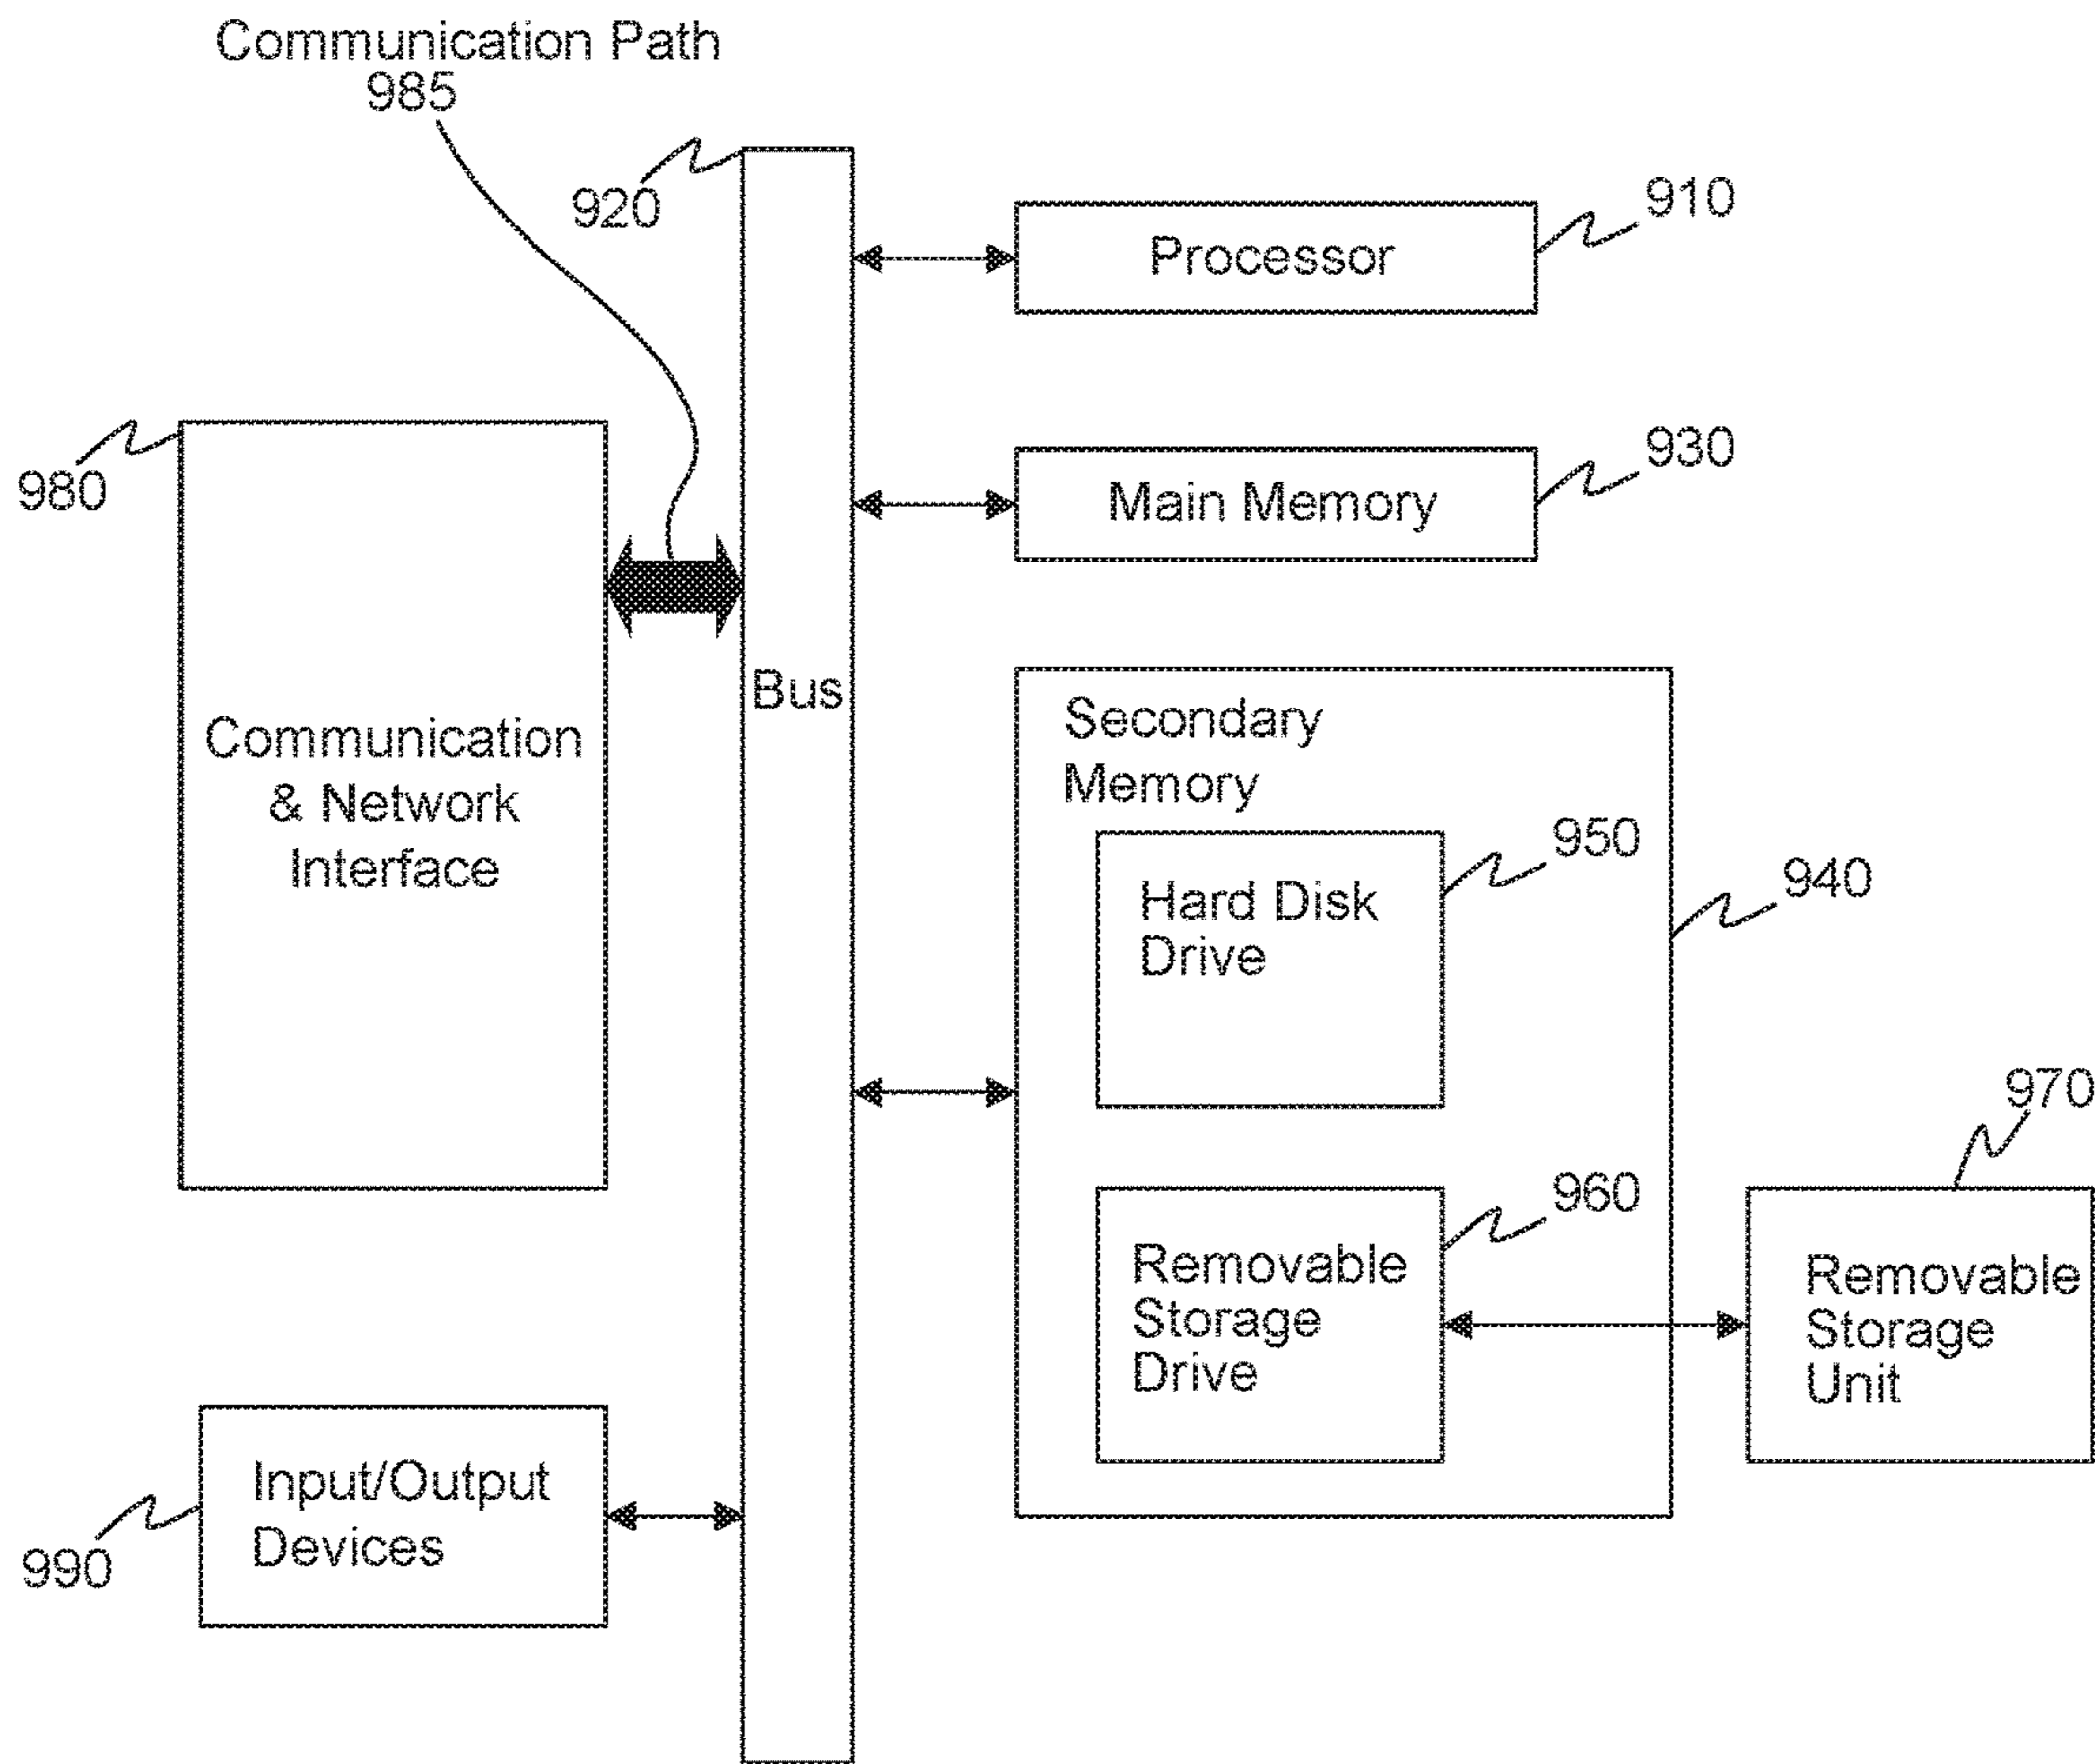 Communication Path
985
920
910
Processor
980
930
Main Memory
Bus
Communication
& Network
Interface
Secondary
Memory
950
940
Hard Disk
Drive
970
960
Removable
Storage
Drive
Removable
Storage
Unit
Input/Output
Devices
990